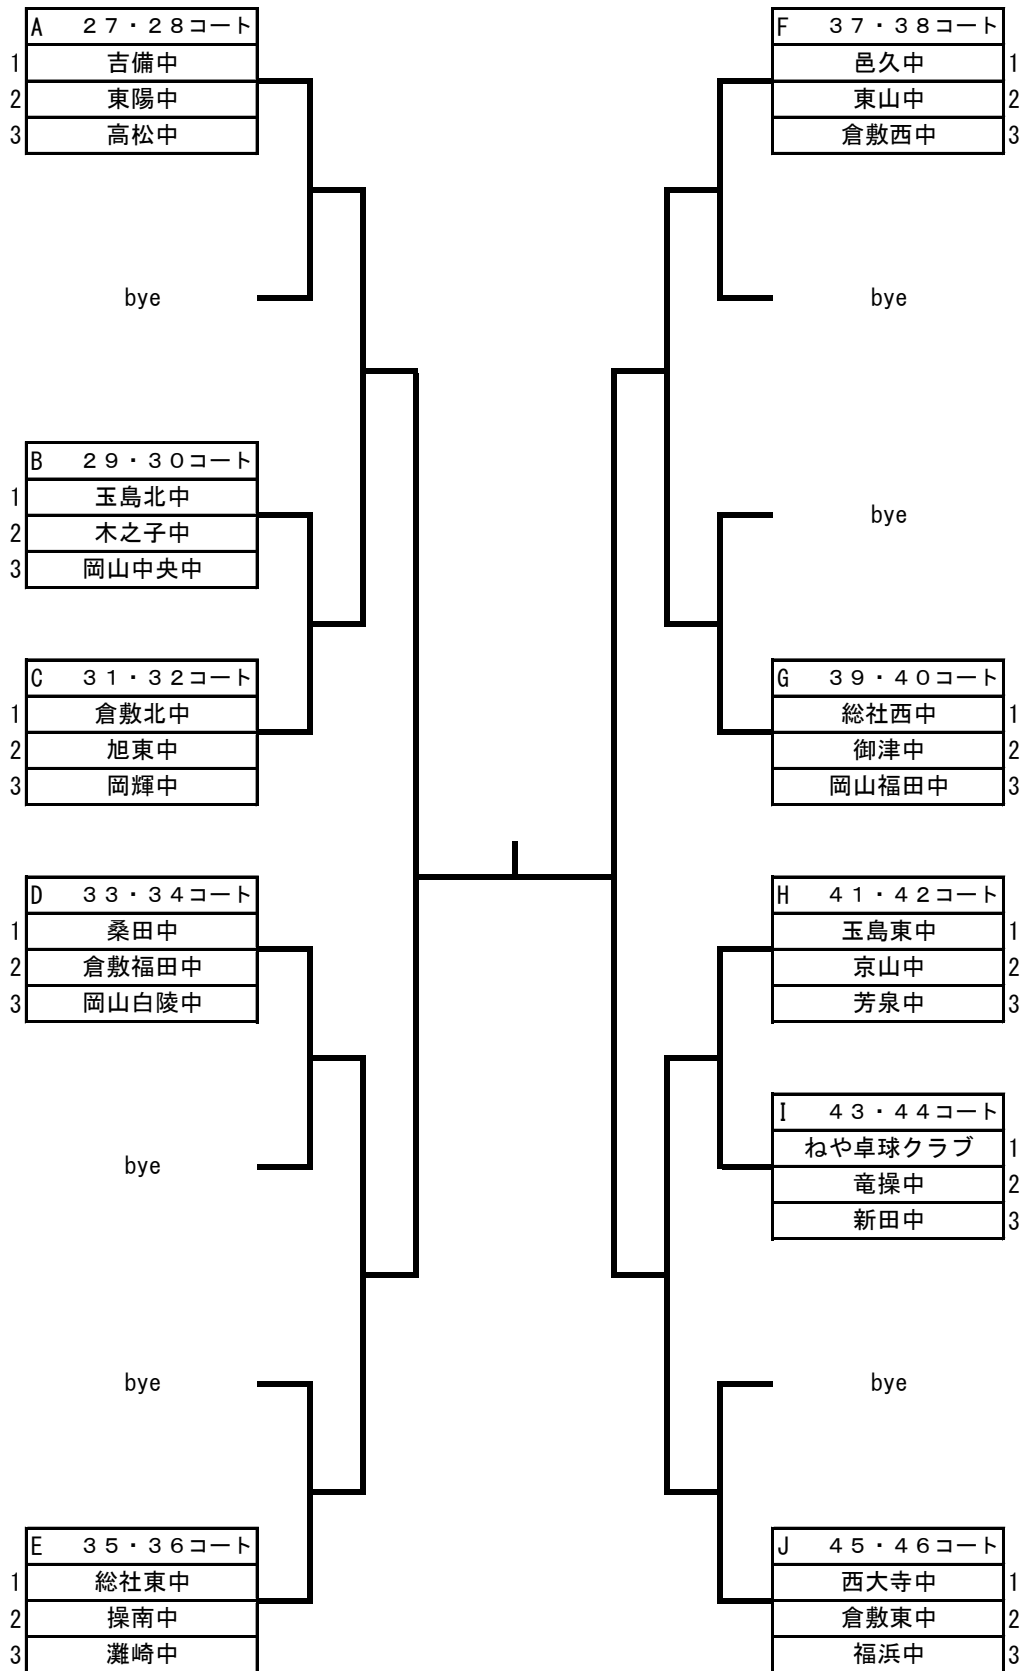 A　２７・２８コート
1 吉備中
2 東陽中
3 高松中
bye
B　２９・３０コート
1 玉島北中
2 木之子中
3 岡山中央中
C　３１・３２コート
1 倉敷北中
2 旭東中
3 岡輝中
D　３３・３４コート
1 桑田中
2 倉敷福田中
3 岡山白陵中
bye
bye
E　３５・３６コート
1 総社東中
2 操南中
3 灘崎中
F　３７・３８コート
邑久中 1
東山中 2
倉敷西中 3
bye
bye
G　３９・４０コート
総社西中 1
御津中 2
岡山福田中 3
H　４１・４２コート
玉島東中 1
京山中 2
芳泉中 3
I　４３・４４コート
ねや卓球クラブ 1
竜操中 2
新田中 3
bye
J　４５・４６コート
西大寺中 1
倉敷東中 2
福浜中 3